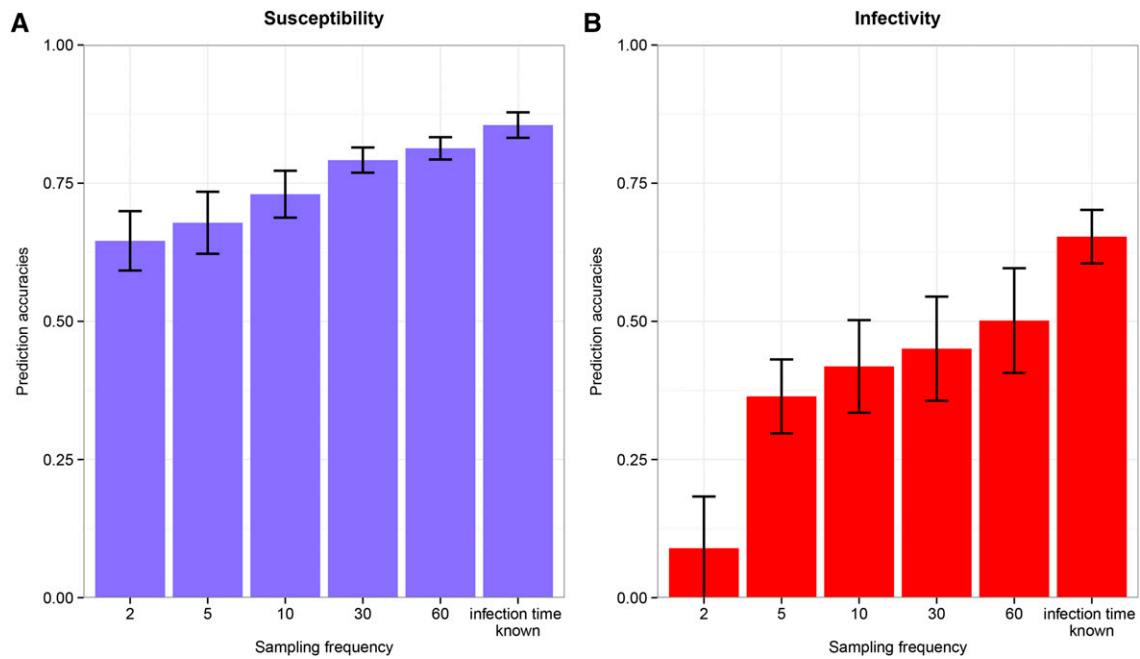 A
Susceptibility
1.00
0.75
0.50
0.25
0.00
Prediction accuracies
2 5 10 30 60 infection time
known
Sampling frequency
B
Infectivity
1.00
0.75
0.50
0.25
0.00
Prediction accuracies
2 5 10 30 60 infection time
known
Sampling frequency